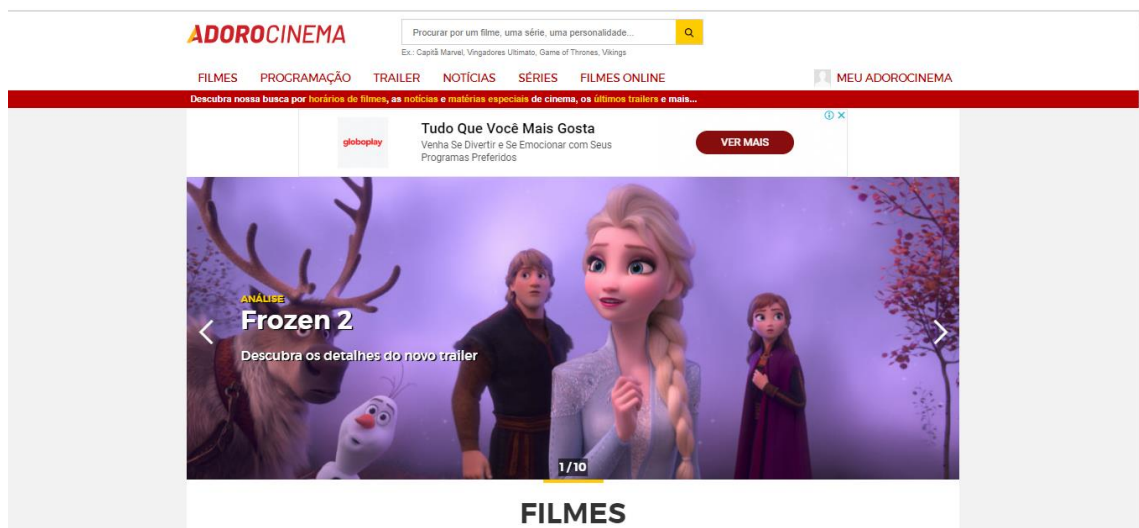 ADOROCINEMA
Procurar por um filme, uma série, uma personalidade...
Ex.: Capitã Marvel, Vingadores Ultimato, Game of Thrones, Vikings
FILMES PROGRAMAÇÃO TRAILER NOTÍCIAS SÉRIES FILMES ONLINE MEU ADOROCINEMA
Descubra nossa busca por horários de filmes, as notícias e matérias especiais de cinema, os últimos trailers e mais...
globoplay
Tudo Que Você Mais Gosta
Venha Se Divertir e Se Emocionar com Seus
Programas Preferidos
VER MAIS
ANÁLISE
Frozen 2
Descubra os detalhes do novo trailer
1/10
FILMES